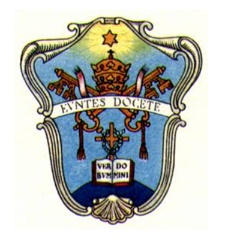 EVNTES DOCETE
VER DO
BVM MINI